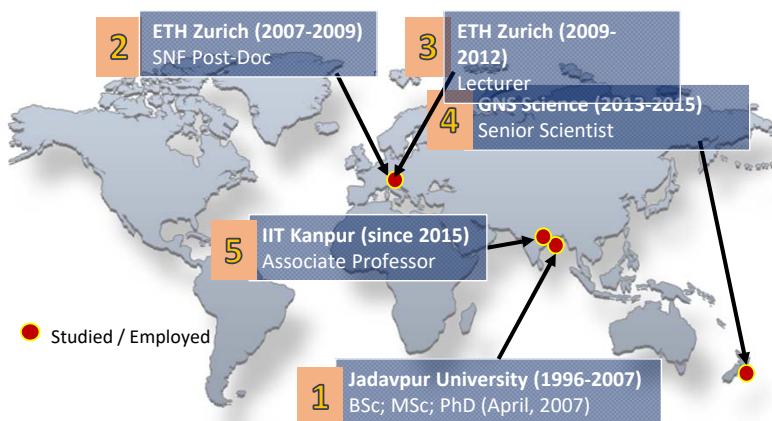 2
ETH Zurich (2007-2009)
SNF Post-Doc
3
ETH Zurich (2009-
2012)
Lecturer
4
GNS Science (2013-2015)
Senior Scientist
5
IIT Kanpur (since 2015)
Associate Professor
Studied / Employed
1
Jadavpur University (1996-2007)
BSc; MSc; PhD (April, 2007)